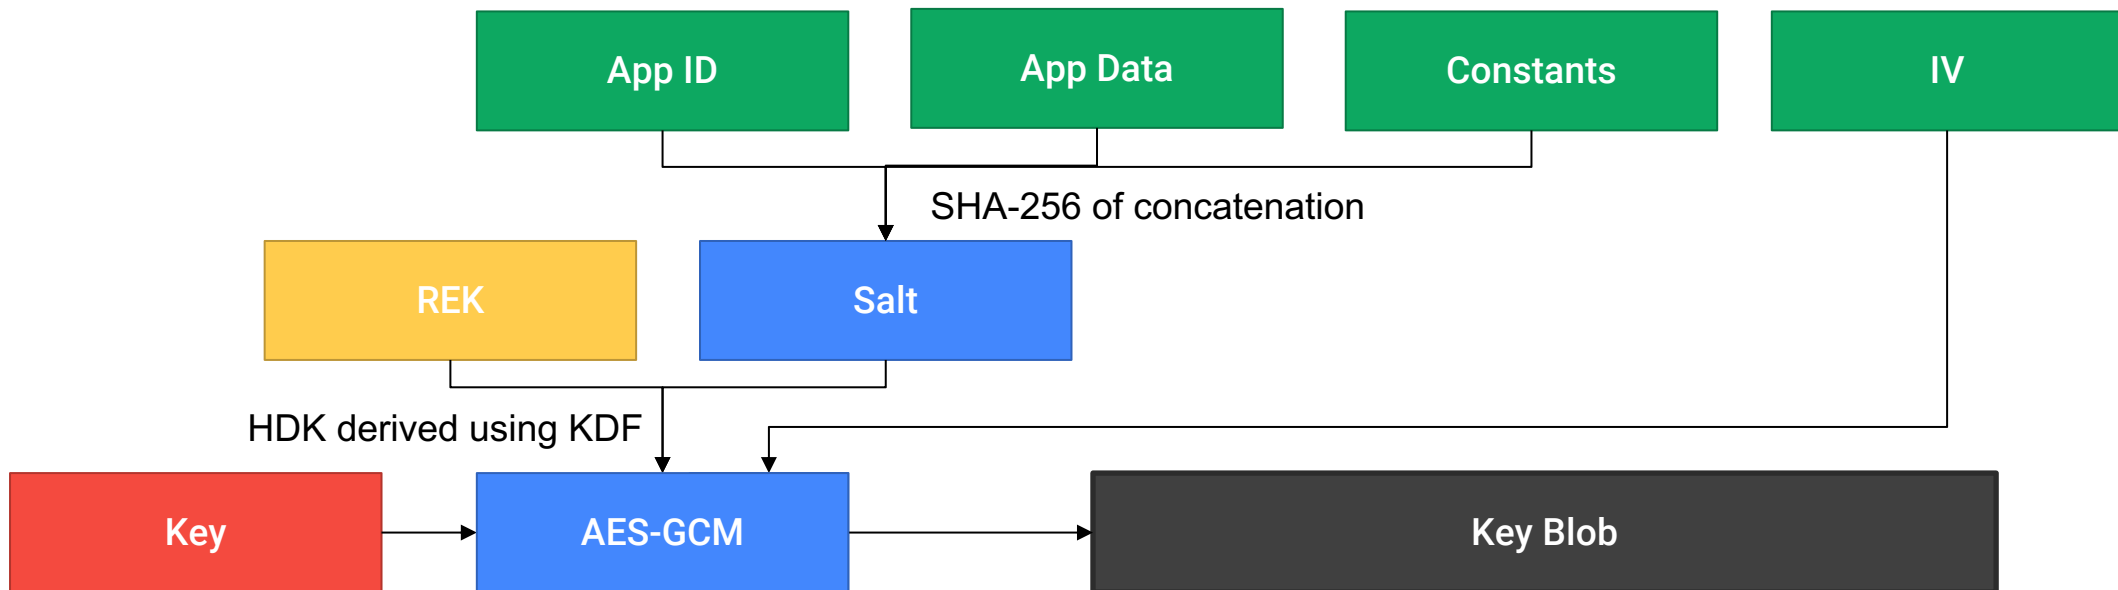 App ID
App Data
Constants
IV
SHA-256 of concatenation
REK
Salt
HDK derived using KDF
Key
AES-GCM
Key Blob